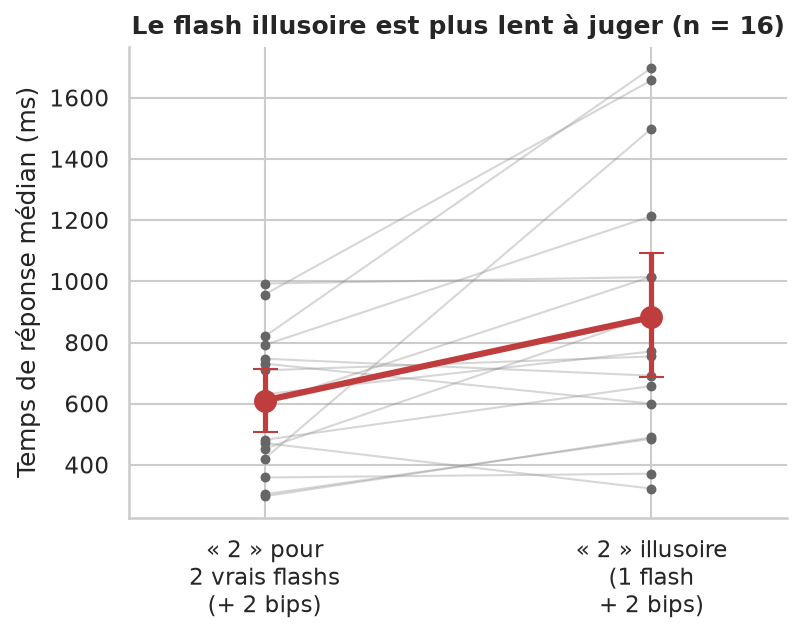 Le flash illusoire est plus lent à juger (n = 16)
Temps de réponse médian (ms)
1600
1400
1200
1000
800
600
400
« 2 » pour
2 vrais flashs
(+ 2 bips)
« 2 » illusoire
(1 flash
+ 2 bips)